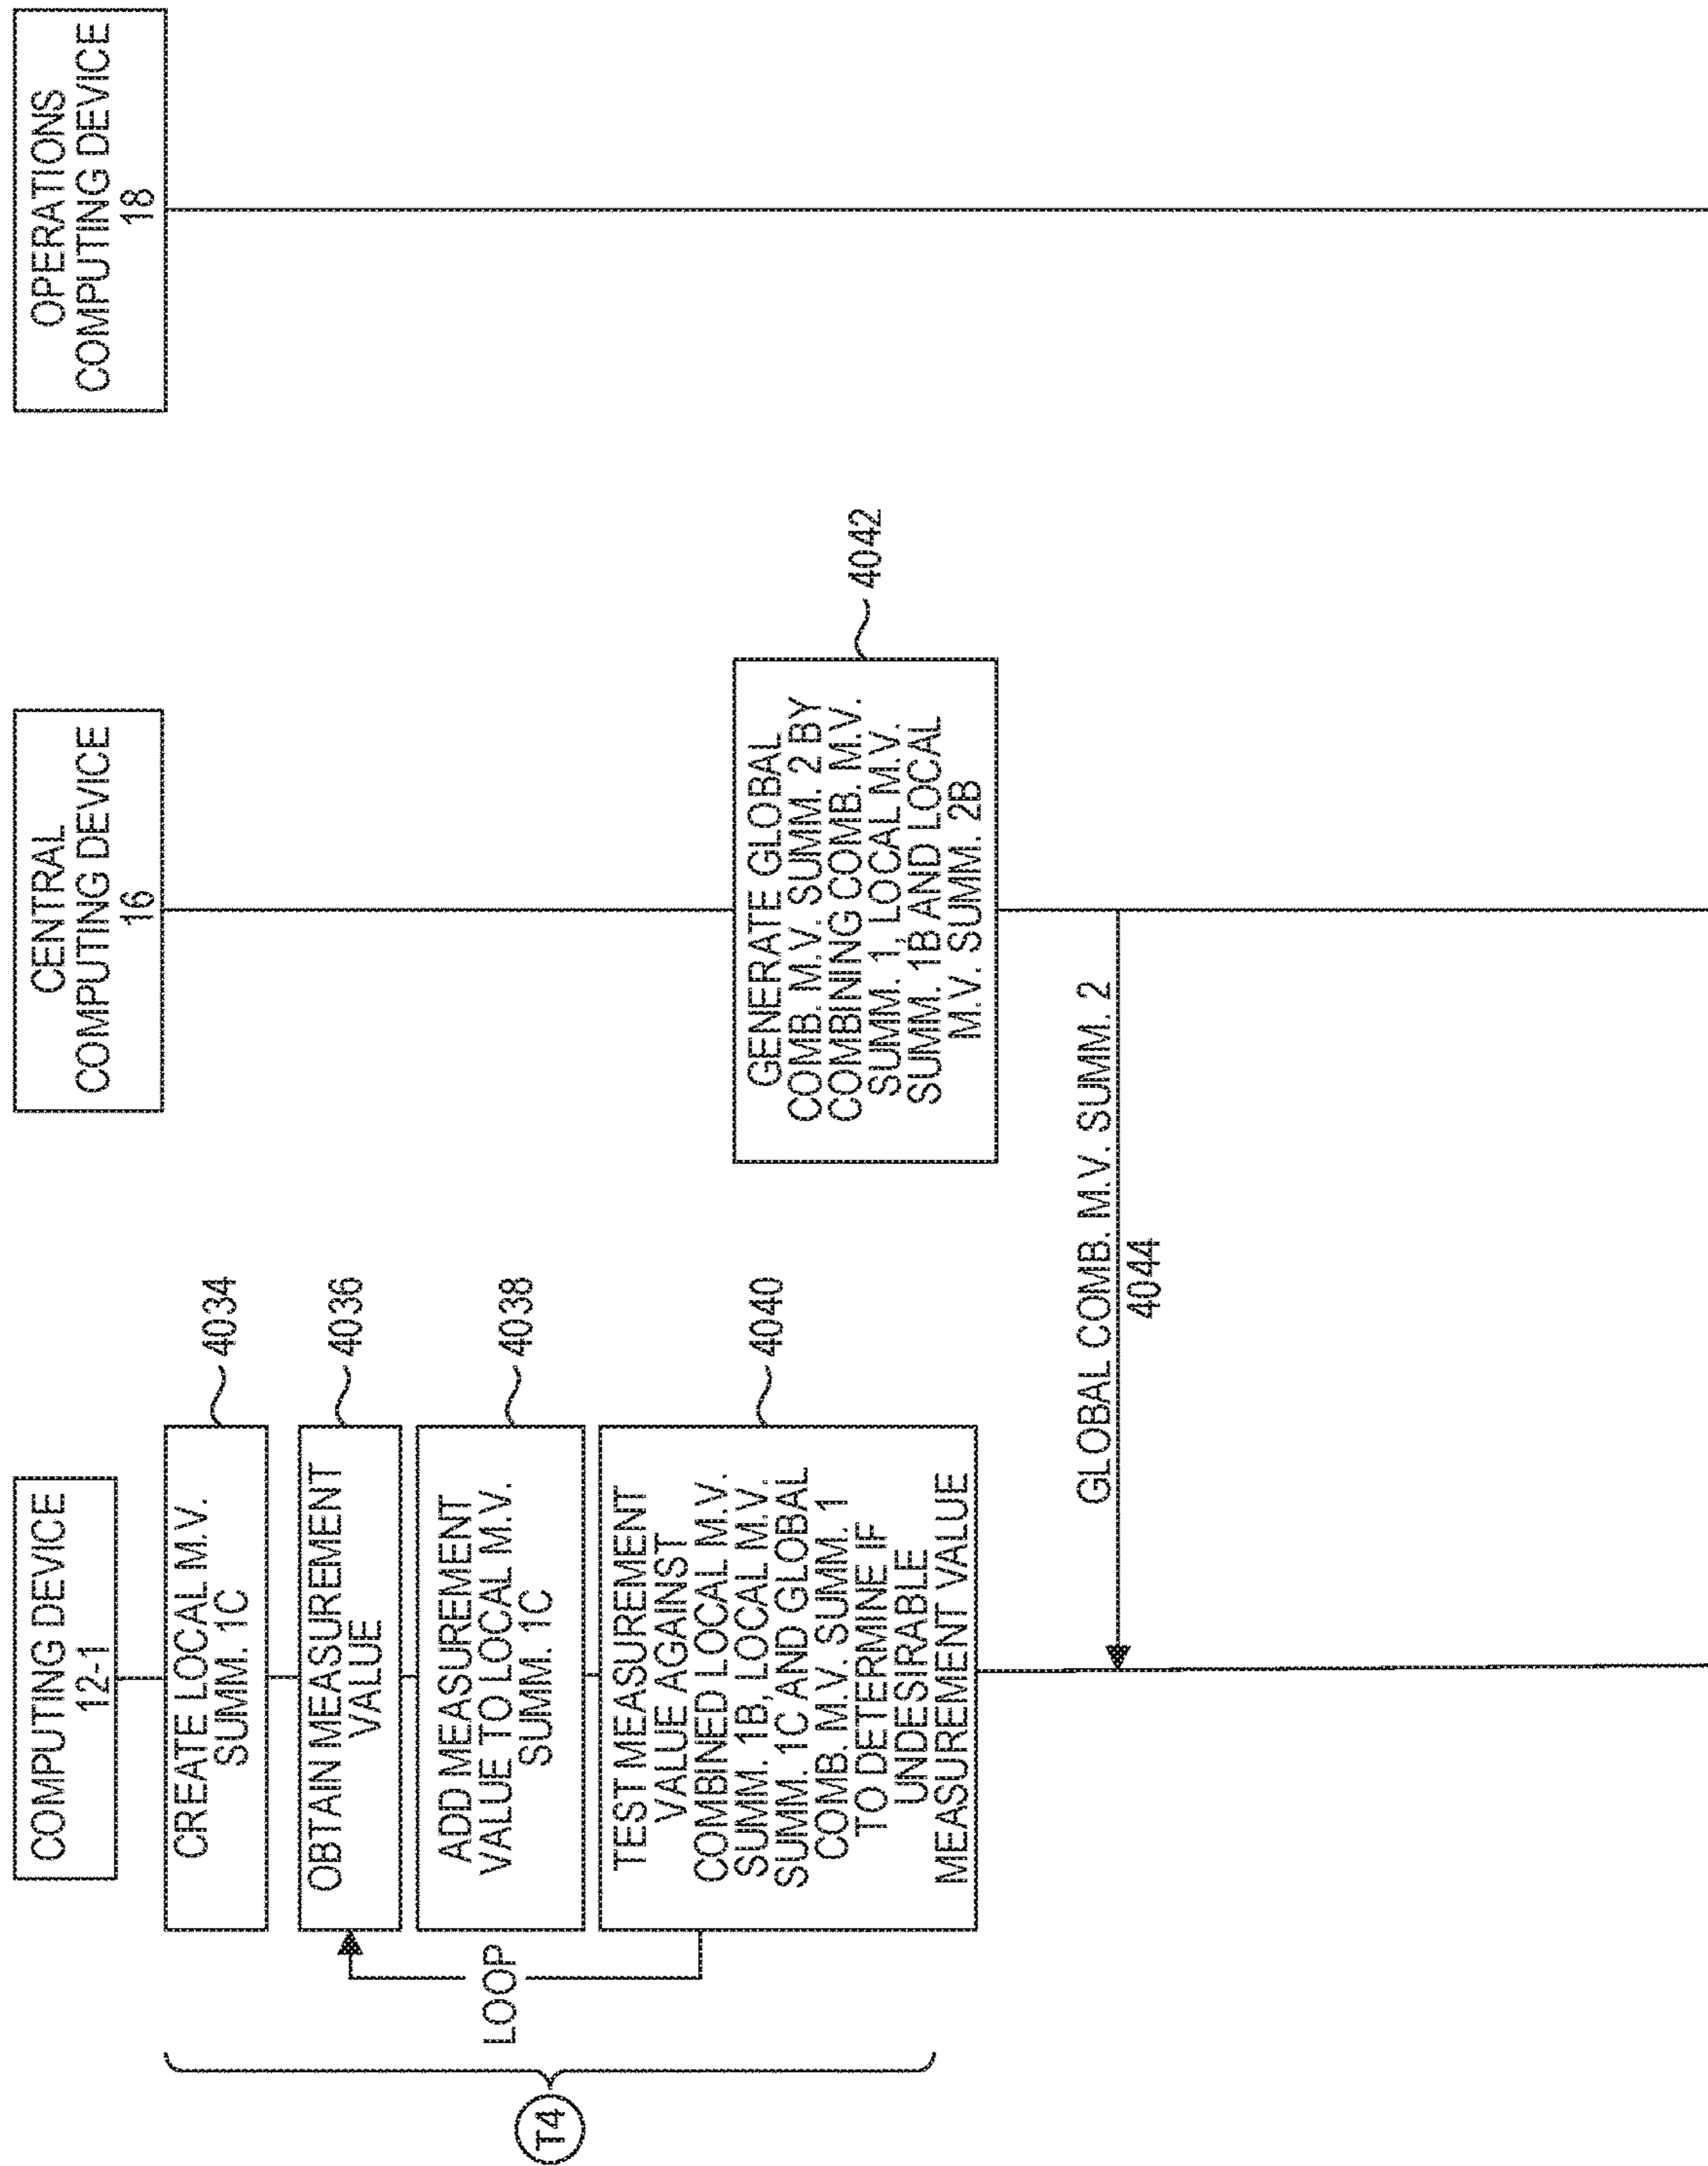 COMPUTING DEVICE
12-1
CENTRAL
COMPUTING DEVICE
16
OPERATIONS
COMPUTING DEVICE
18
CREATE LOCAL M.V.
SUMM. 1C
4034
OBTAIN MEASUREMENT
VALUE
4036
ADD MEASUREMENT
VALUE TO LOCAL M.V.
SUMM. 1C
4038
TEST MEASUREMENT
VALUE AGAINST
COMBINED LOCAL M.V.
SUMM. 1B, LOCAL M.V.
SUMM. 1C AND GLOBAL
COMB. M.V. SUMM. 1
TO DETERMINE IF
UNDESIRABLE
MEASUREMENT VALUE
4040
LOOP
T4
GENERATE GLOBAL
COMB. M.V. SUMM. 2 BY
COMBINING COMB. M.V.
SUMM. 1, LOCAL M.V.
SUMM. 1B AND LOCAL
M.V. SUMM. 2B
4042
GLOBAL COMB. M.V. SUMM. 2
4044